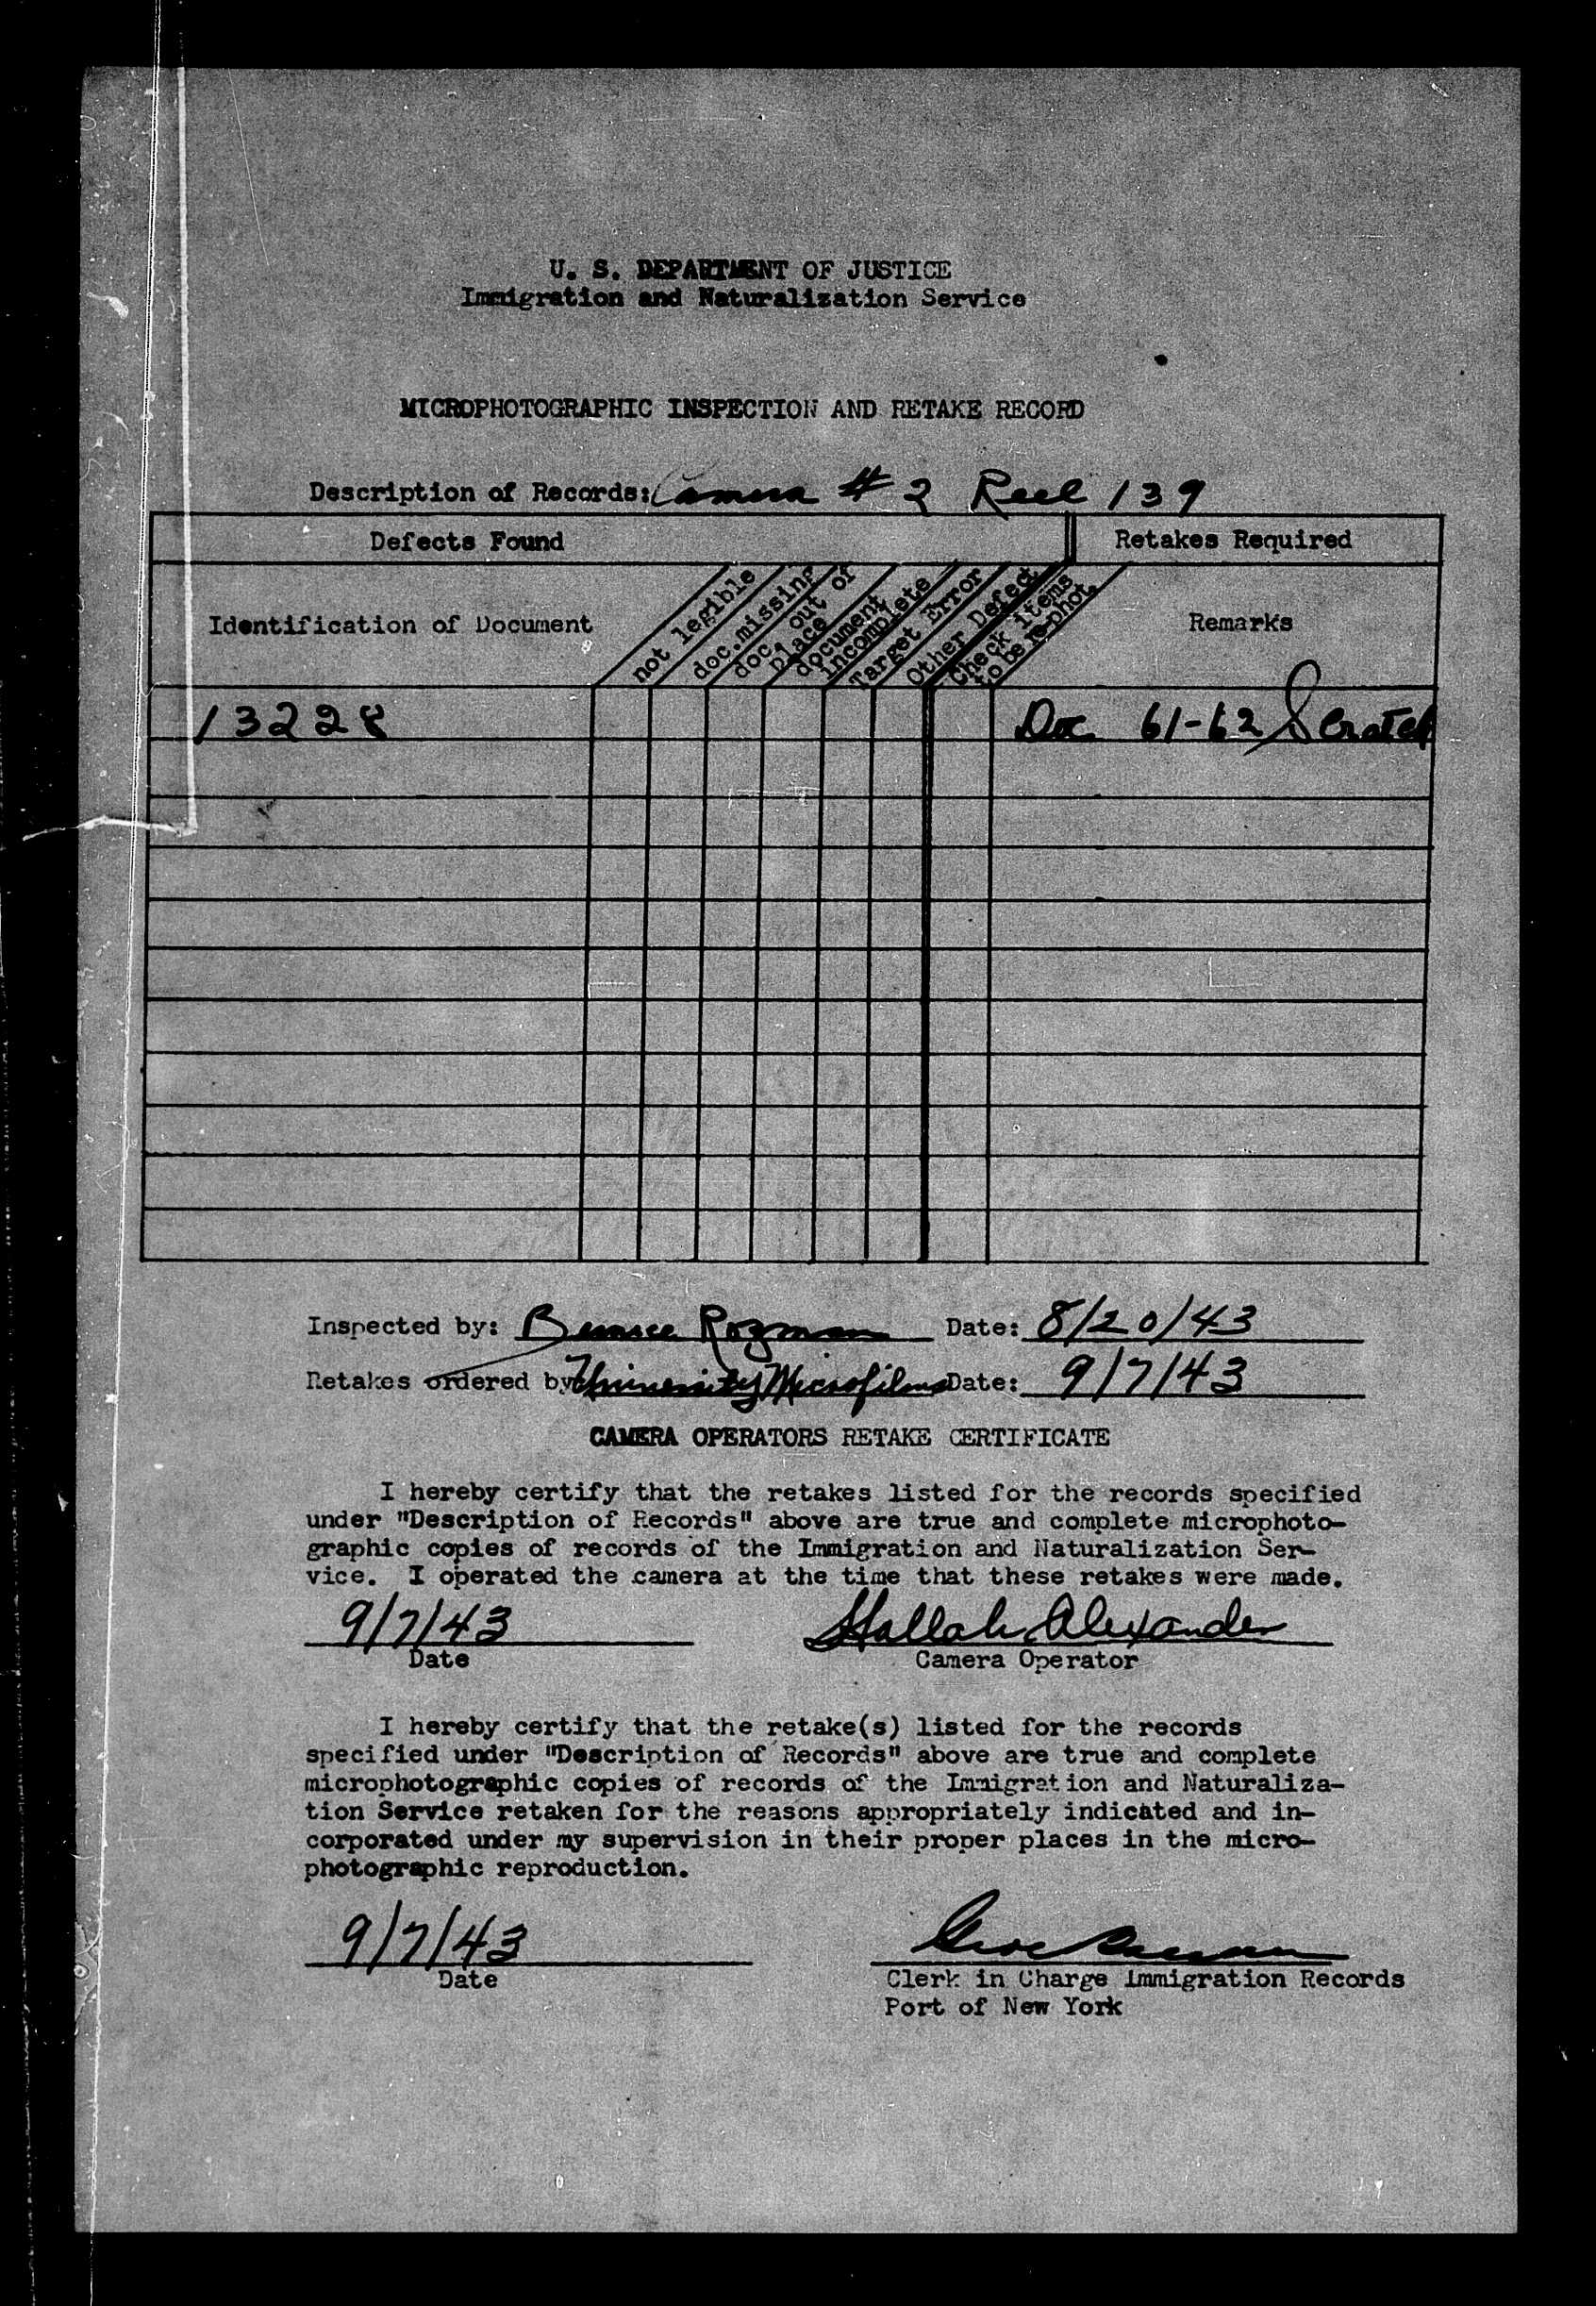 U. S. DEPARTMENT OF JUSTICE
Immigration and Naturalization Service
MICROPHOTOGRAPHIC INSPECTION AND RETAKE RECORD
Description of Records: Camera # 2 Reel 139
Defects Found Retakes Required
Identification of Document
not legible
doc.missing
doc. out of
place
document
incomplete
Target Error
Other Defect
Check items
to be re-phot.
Remarks
13228 Doc 61-62 Scratch
Inspected by: Bernice Rozman Date: 8/20/43
Retakes ordered by University Microfilms Date: 9/7/43
CAMERA OPERATORS RETAKE CERTIFICATE
I hereby certify that the retakes listed for the records specified
under "Description of Records" above are true and complete microphoto-
graphic copies of records of the Immigration and Naturalization Ser-
vice. I operated the camera at the time that these retakes were made.
9/7/43 Hallah Alexander
Date Camera Operator
I hereby certify that the retake(s) listed for the records
specified under "Description of Records" above are true and complete
microphotographic copies of records of the Immigration and Naturaliza-
tion Service retaken for the reasons appropriately indicated and in-
corporated under my supervision in their proper places in the micro-
photographic reproduction.
9/7/43
Date Clerk in Charge Immigration Records
Port of New York